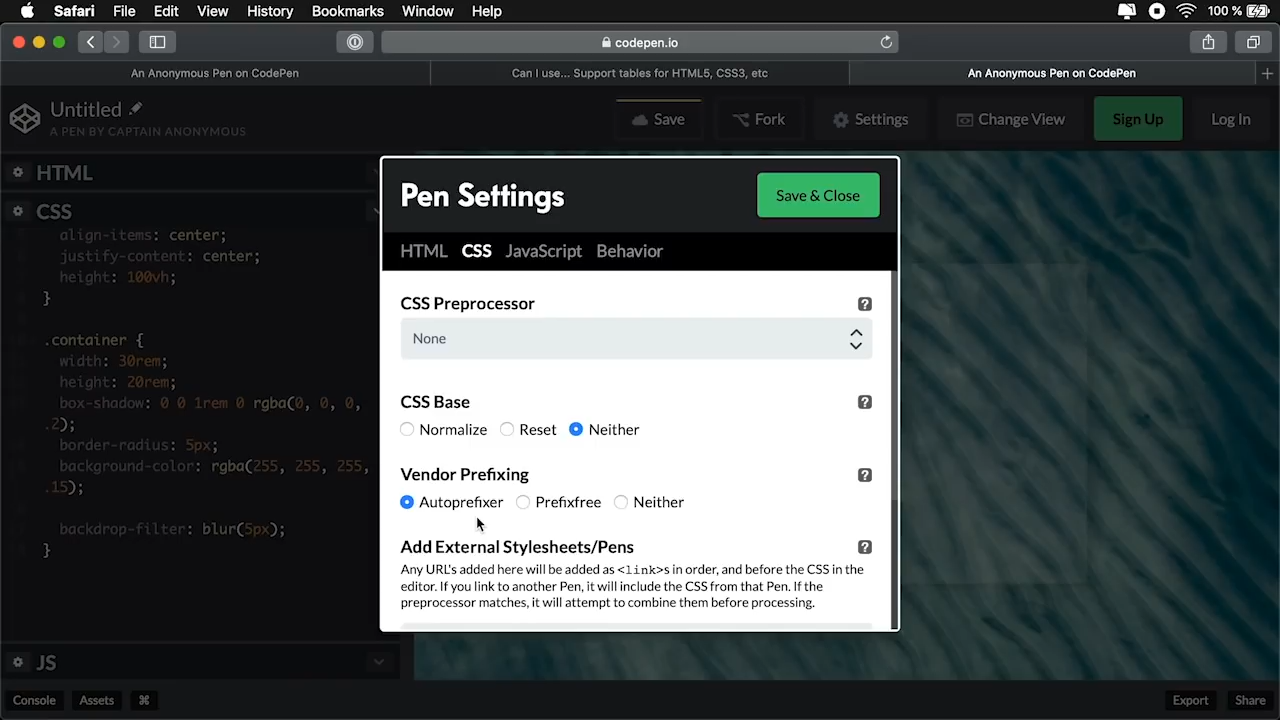 Safari File Edit View History Bookmarks Window Help 100 %
codepen.io
An Anonymous Pen on CodePen Can I use... Support tables for HTML5, CSS3, etc An Anonymous Pen on CodePen
Untitled
A PEN BY CAPTAIN ANONYMOUS
Save Fork Settings Change View Sign Up Log In
HTML
CSS
align-items: center;
justify-content: center;
height: 100vh;
}
.container {
width: 30rem;
height: 20rem;
box-shadow: 0 0 1rem 0 rgba(0, 0, 0,
.2);
border-radius: 5px;
background-color: rgba(255, 255, 255,
.15);
backdrop-filter: blur(5px);
}
JS
Pen Settings
Save & Close
HTML CSS JavaScript Behavior
CSS Preprocessor ?
None
CSS Base ?
Normalize Reset Neither
Vendor Prefixing ?
Autoprefixer Prefixfree Neither
Add External Stylesheets/Pens ?
Any URL's added here will be added as <link>s in order, and before the CSS in the
editor. If you link to another Pen, it will include the CSS from that Pen. If the
preprocessor matches, it will attempt to combine them before processing.
Console Assets ⌘ Export Share